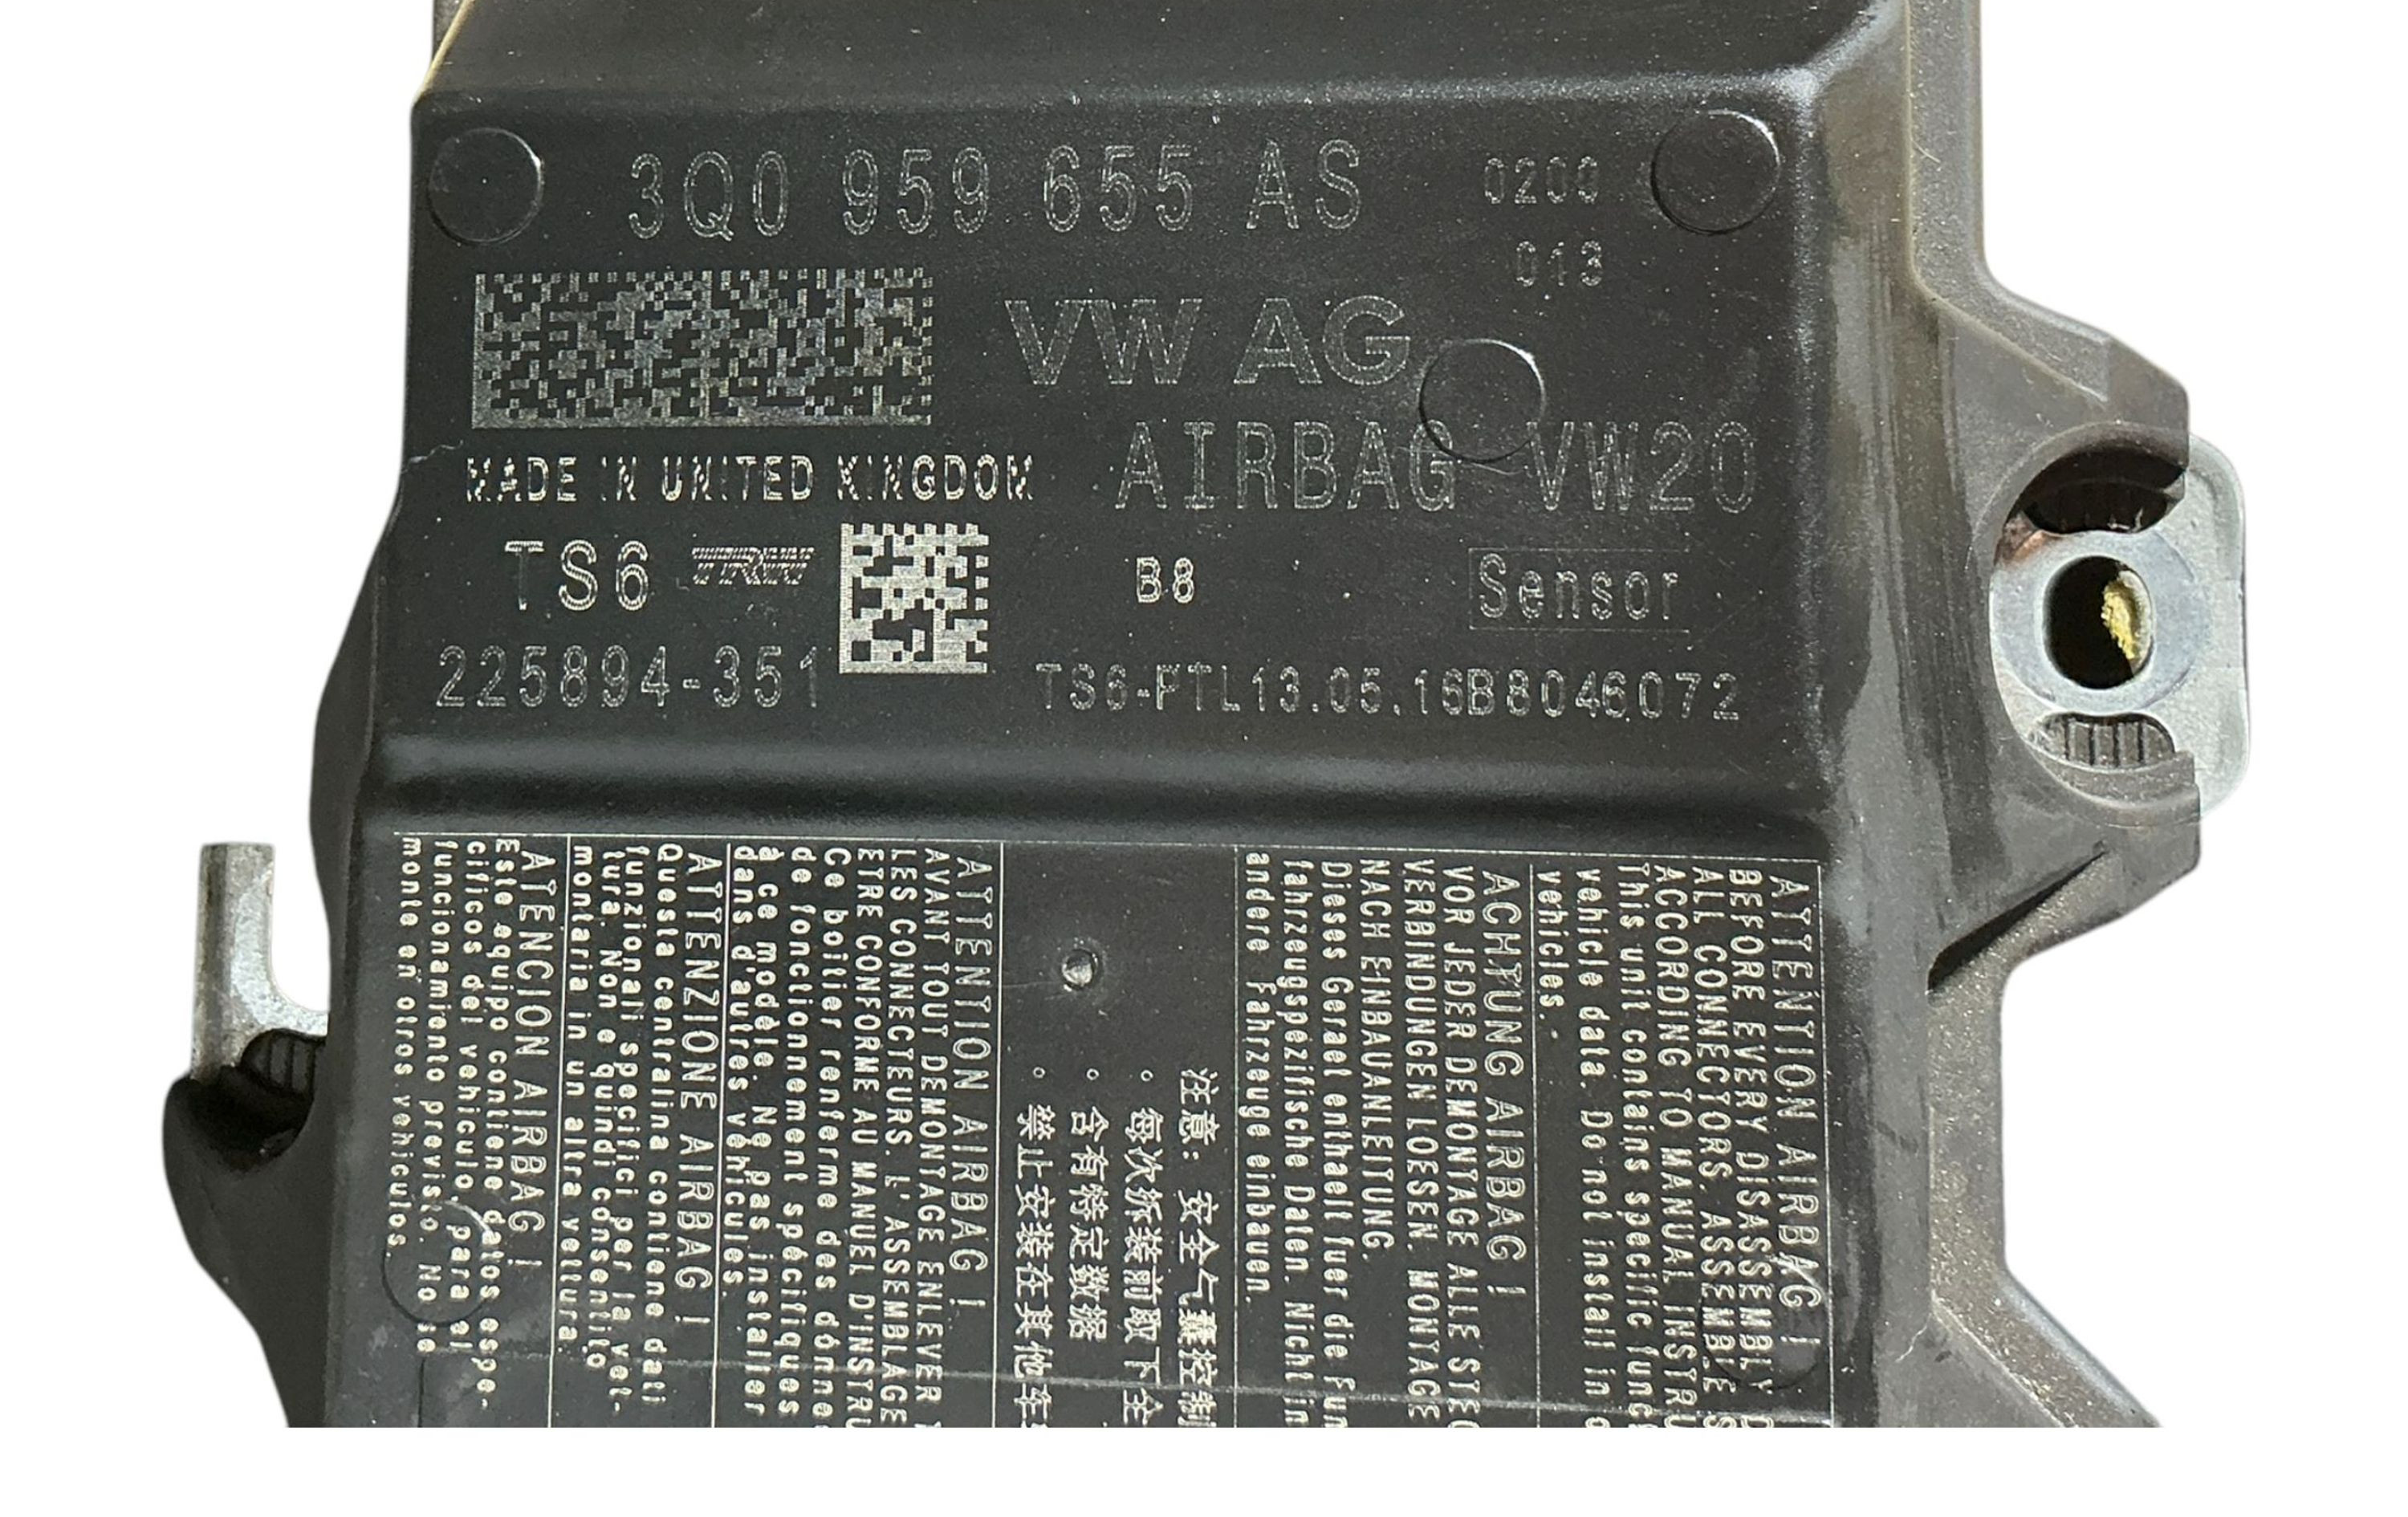 3Q0 959 655 AS
0200
013
VW AG
AIRBAG VW20
MADE IN UNITED KINGDOM
TS6 TRW
B8
Sensor
225894-351
TS6-PTL13.05.16B8046072
ATTENTION AIRBAG !
BEFORE EVERY DISASSEMBLY
ALL CONNECTORS. ASSEMBLE
ACCORDING TO MANUAL
This unit contains specific
vehicle data. Do not install in
vehicles.
ACHTUNG AIRBAG !
VOR JEDER DEMONTAGE ALLE
VERBINDUNGEN LOESEN. MONTAGE
NACH EINBAUANLEITUNG.
Dieses Geraet enthaelt fuer die
fahrzeugspezifische Daten. Nicht in
andere Fahrzeuge einbauen.
注意: 安全气囊控制
。 每次拆装前取下全
。 含有特定数据
。 禁止安装在其他车
ATTENTION AIRBAG !
AVANT TOUT DEMONTAGE ENLEVER
LES CONNECTEURS. L'ASSEMBLAGE
ETRE CONFORME AU MANUEL
Ce boitier renferme des
de fonctionnement spécifiques
à ce modèle. Ne pas installer
dans d'autres véhicules.
ATTENZIONE AIRBAG !
Questa centralina contiene dati
funzionali specifici per la vet-
tura. Non e quindi consentito
montaria in un altra vettura.
ATENCION AIRBAG !
Este equipo contiene datos espe-
cificos del vehiculo, para el
funcionamiento previsto. No se
monte en otros vehiculos.